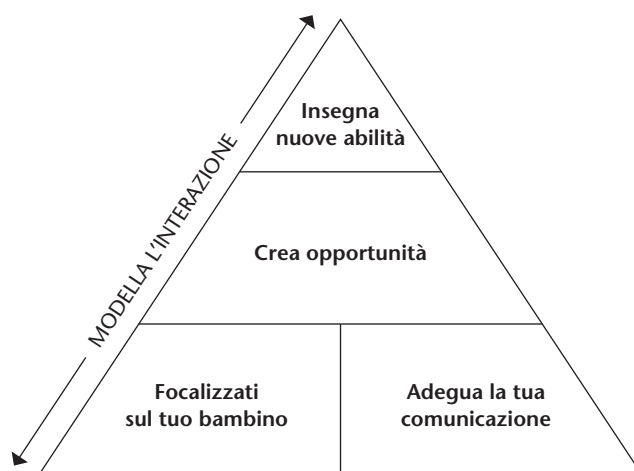 Insegna
nuove abilità
MODELLA L'INTERAZIONE
Crea opportunità
Focalizzati
sul tuo bambino
Adegua la tua
comunicazione